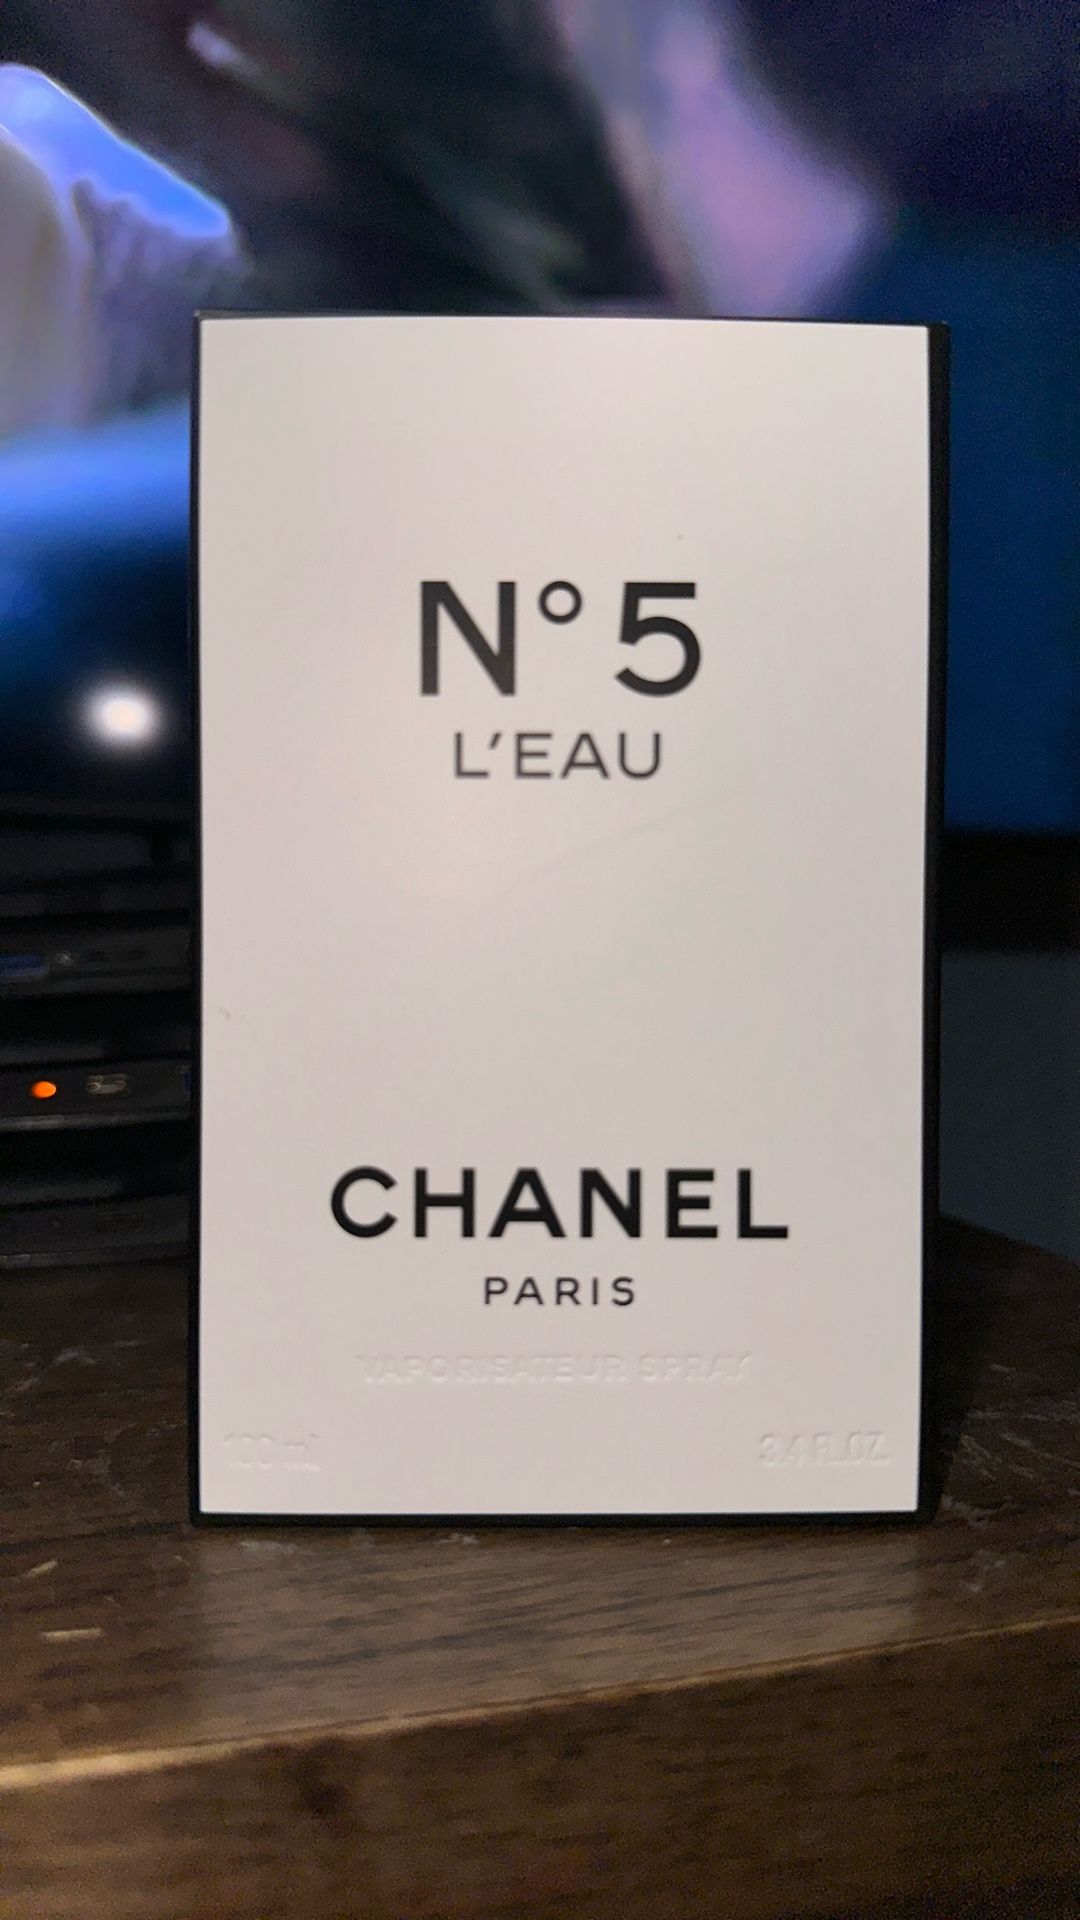 N° 5
L'EAU
CHANEL
PARIS
VAPORISATEUR SPRAY
100 ml
3.4 FL.OZ.